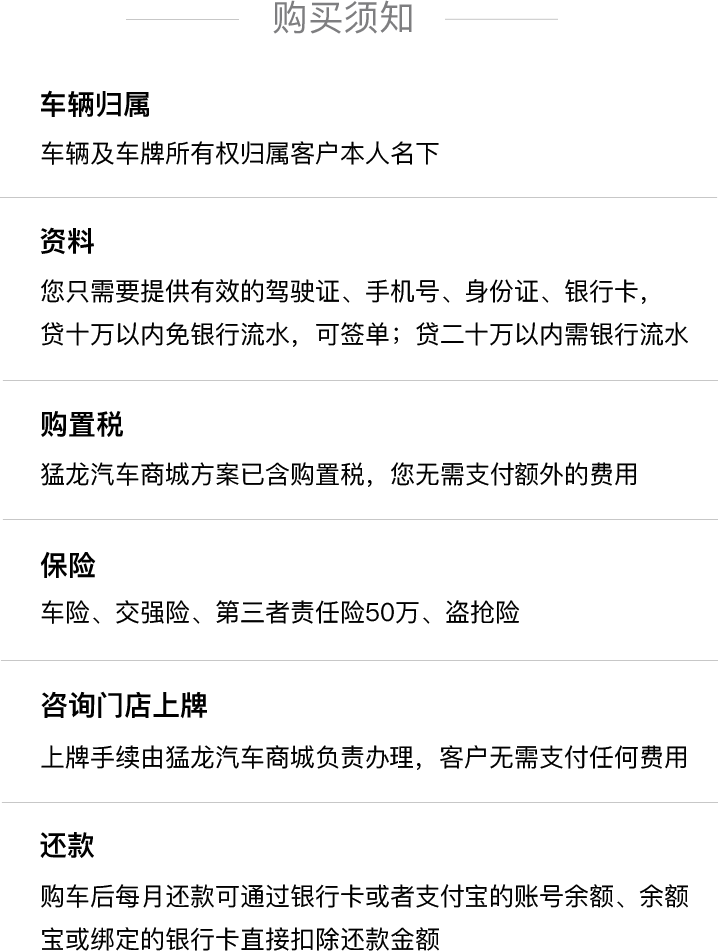 购买须知
车辆归属
车辆及车牌所有权归属客户本人名下
资料
您只需要提供有效的驾驶证、手机号、身份证、银行卡，
贷十万以内免银行流水，可签单；贷二十万以内需银行流水
购置税
猛龙汽车商城方案已含购置税，您无需支付额外的费用
保险
车险、交强险、第三者责任险50万、盗抢险
咨询门店上牌
上牌手续由猛龙汽车商城负责办理，客户无需支付任何费用
还款
购车后每月还款可通过银行卡或者支付宝的账号余额、余额
宝或绑定的银行卡直接扣除还款金额